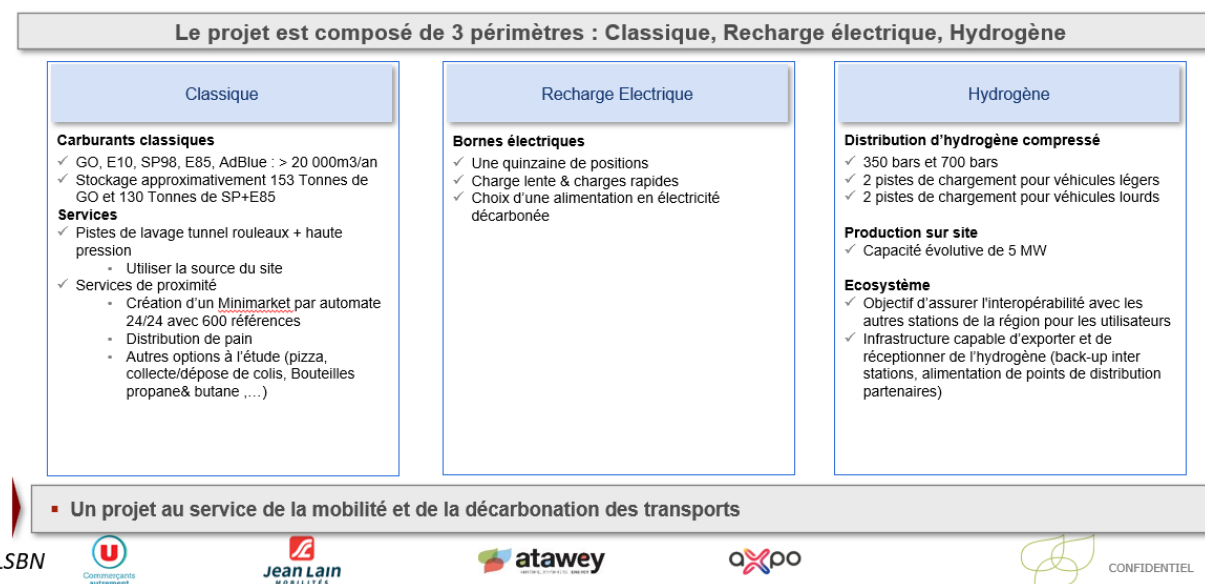 Le projet est composé de 3 périmètres : Classique, Recharge électrique, Hydrogène
Classique
Carburants classiques
GO, E10, SP98, E85, AdBlue : > 20 000m3/an
Stockage approximativement 153 Tonnes de
GO et 130 Tonnes de SP+E85
Services
Pistes de lavage tunnel rouleaux + haute
pression
Utiliser la source du site
Services de proximité
Création d'un Minimarket par automate
24/24 avec 600 références
Distribution de pain
Autres options à l'étude (pizza,
collecte/dépose de colis, Bouteilles
propane& butane ,…)
Recharge Electrique
Bornes électriques
Une quinzaine de positions
Charge lente & charges rapides
Choix d'une alimentation en électricité
décarbonée
Hydrogène
Distribution d'hydrogène compressé
350 bars et 700 bars
2 pistes de chargement pour véhicules légers
2 pistes de chargement pour véhicules lourds
Production sur site
Capacité évolutive de 5 MW
Ecosystème
Objectif d'assurer l'interopérabilité avec les
autres stations de la région pour les utilisateurs
Infrastructure capable d'exporter et de
réceptionner de l'hydrogène (back-up inter
stations, alimentation de points de distribution
partenaires)
Un projet au service de la mobilité et de la décarbonation des transports
LSBN
U
Commerçants
autrement
Jean Lain
MOBILITÉS
atawey
axpo
CONFIDENTIEL